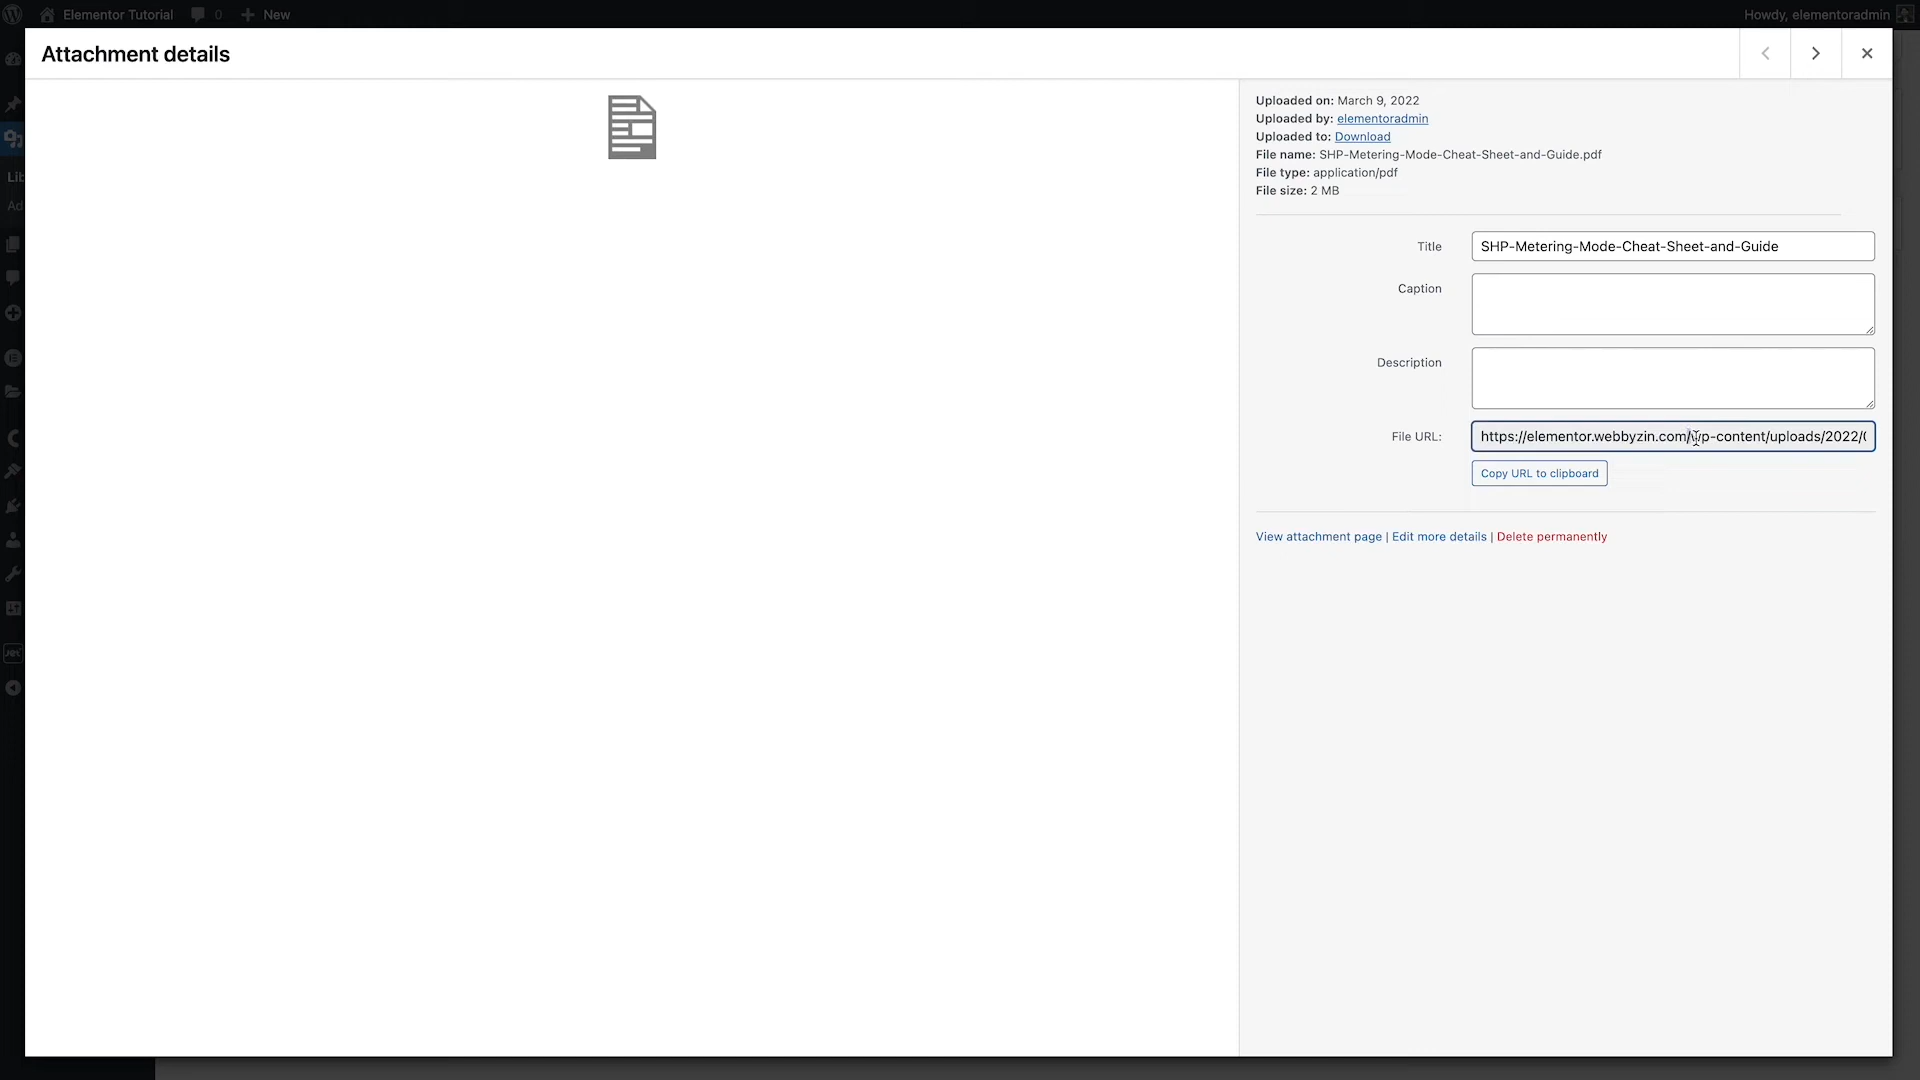 Elementor Tutorial 0 New Howdy, elementoradmin
Attachment details
Uploaded on: March 9, 2022
Uploaded by: elementoradmin
Uploaded to: Download
File name: SHP-Metering-Mode-Cheat-Sheet-and-Guide.pdf
File type: application/pdf
File size: 2 MB
Lib
Ad
Title SHP-Metering-Mode-Cheat-Sheet-and-Guide
Caption
Description
File URL: https://elementor.webbyzin.com/wp-content/uploads/2022/
Copy URL to clipboard
View attachment page | Edit more details | Delete permanently